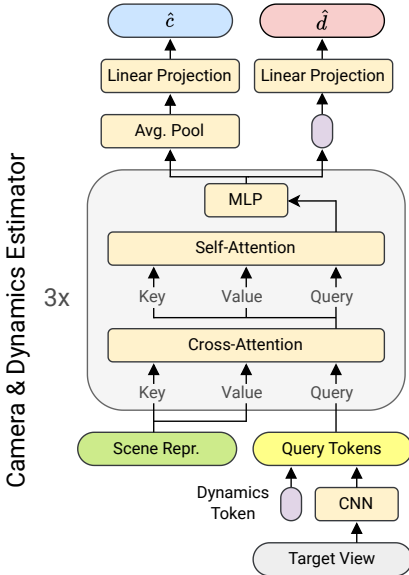 ĉ
d̂
Linear Projection
Linear Projection
Avg. Pool
MLP
Self-Attention
Key
Value
Query
3x
Camera & Dynamics Estimator
Cross-Attention
Key
Value
Query
Scene Repr.
Query Tokens
Dynamics
Token
CNN
Target View